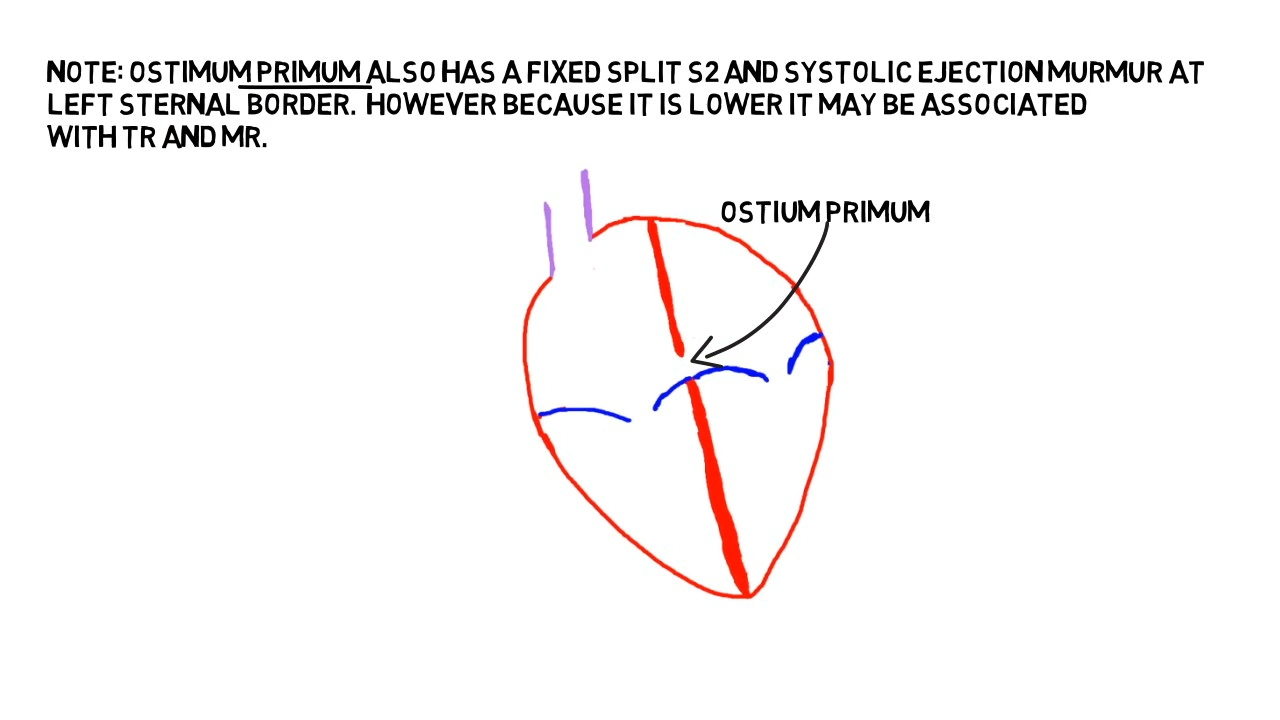 NOTE: OSTIMUM PRIMUM ALSO HAS A FIXED SPLIT S2 AND SYSTOLIC EJECTION MURMUR AT
LEFT STERNAL BORDER. HOWEVER BECAUSE IT IS LOWER IT MAY BE ASSOCIATED
WITH TR AND MR.
OSTIUM PRIMUM